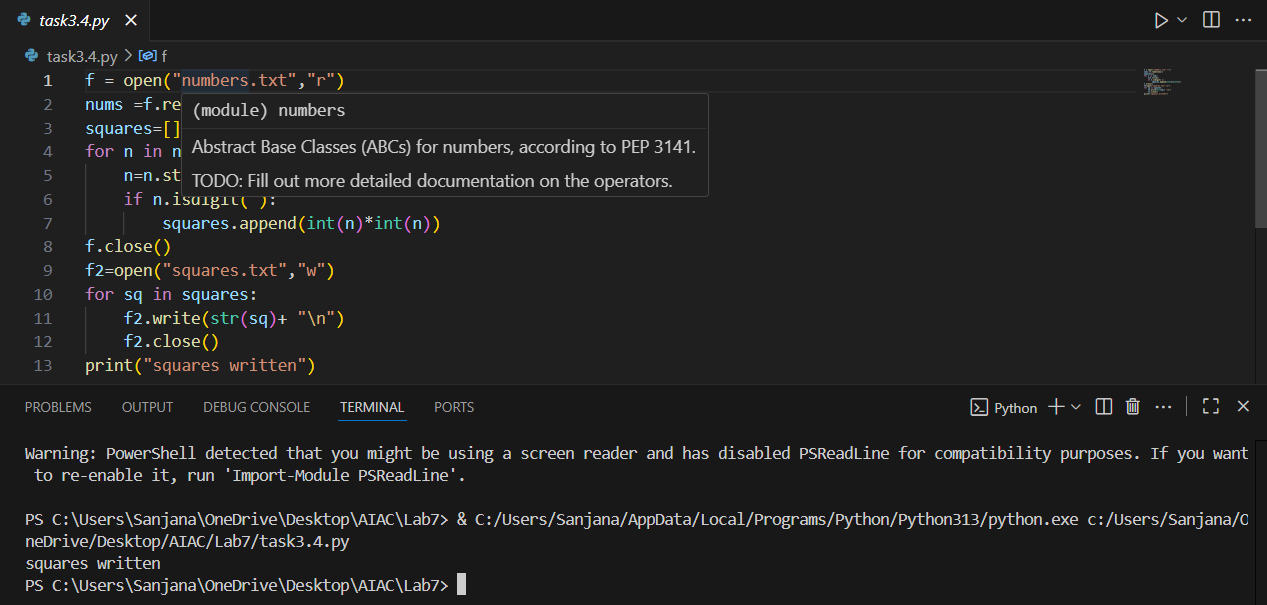 task3.4.py
task3.4.py > f
1 f = open("numbers.txt","r")
2 nums =f.re
(module) numbers
3 squares=[]
Abstract Base Classes (ABCs) for numbers, according to PEP 3141.
4 for n in n
5 n=n.st
TODO: Fill out more detailed documentation on the operators.
6 if n.isdigit( ):
7 squares.append(int(n)*int(n))
8 f.close()
9 f2=open("squares.txt","w")
10 for sq in squares:
11 f2.write(str(sq)+ "\n")
12 f2.close()
13 print("squares written")
PROBLEMS OUTPUT DEBUG CONSOLE TERMINAL PORTS Python
Warning: PowerShell detected that you might be using a screen reader and has disabled PSReadLine for compatibility purposes. If you want
to re-enable it, run 'Import-Module PSReadLine'.
PS C:\Users\Sanjana\OneDrive\Desktop\AIAC\Lab7> & C:/Users/Sanjana/AppData/Local/Programs/Python/Python313/python.exe c:/Users/Sanjana/O
neDrive/Desktop/AIAC/Lab7/task3.4.py
squares written
PS C:\Users\Sanjana\OneDrive\Desktop\AIAC\Lab7>